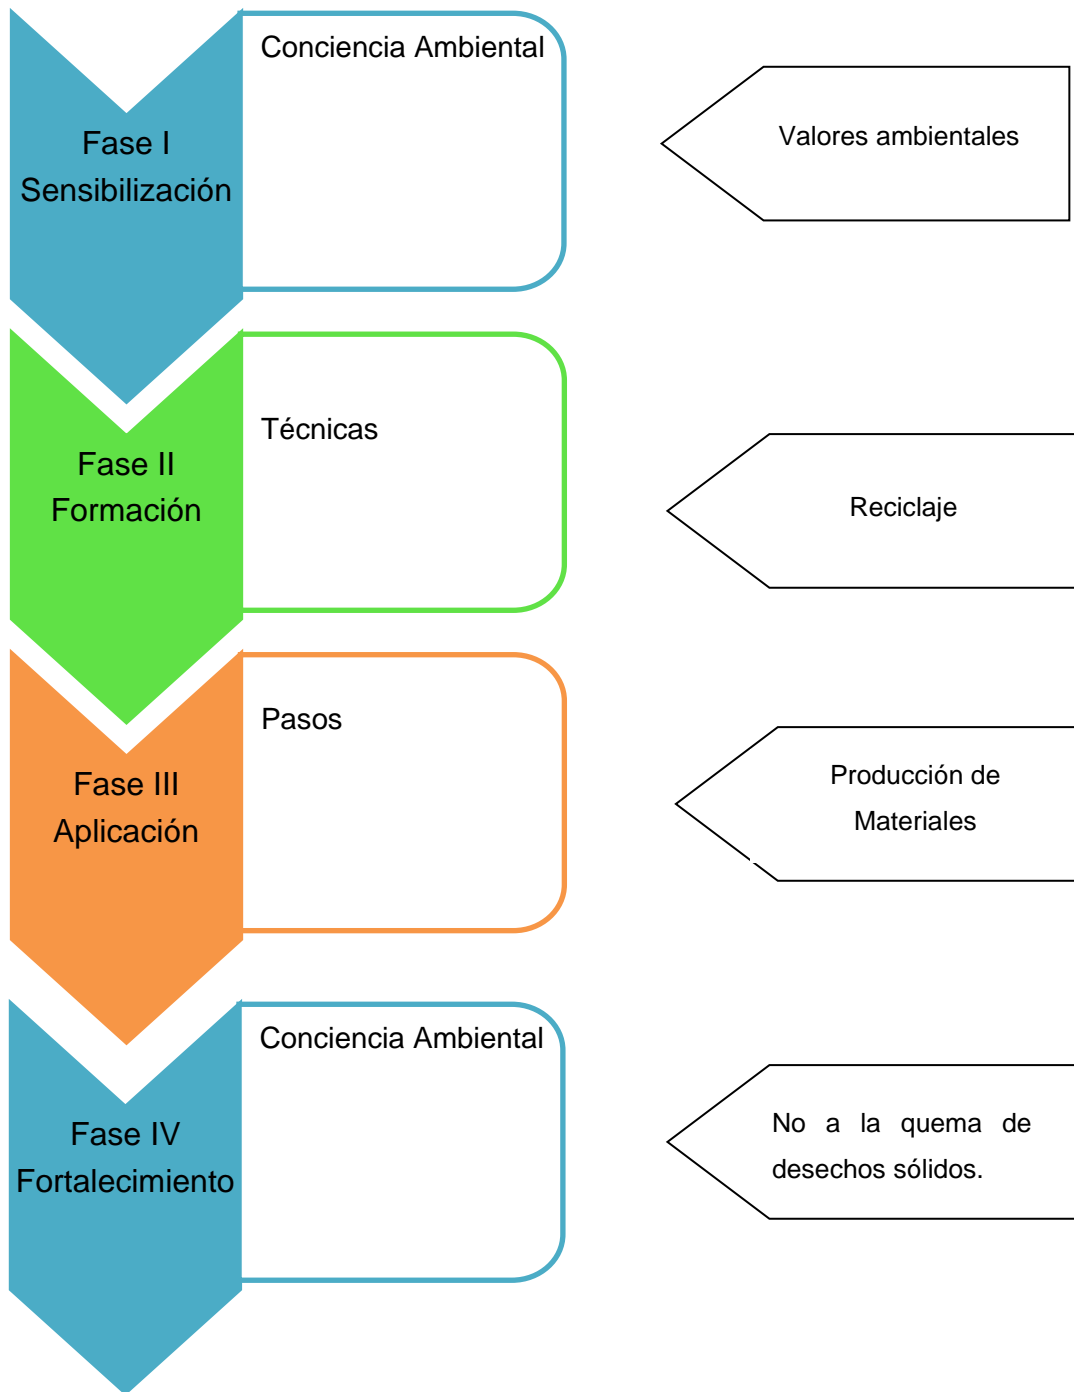 Conciencia Ambiental
Fase I
Sensibilización
Valores ambientales
Técnicas
Fase II
Formación
Reciclaje
Pasos
Fase III
Aplicación
Producción de
Materiales
Conciencia Ambiental
Fase IV
Fortalecimiento
No a la quema de
desechos sólidos.